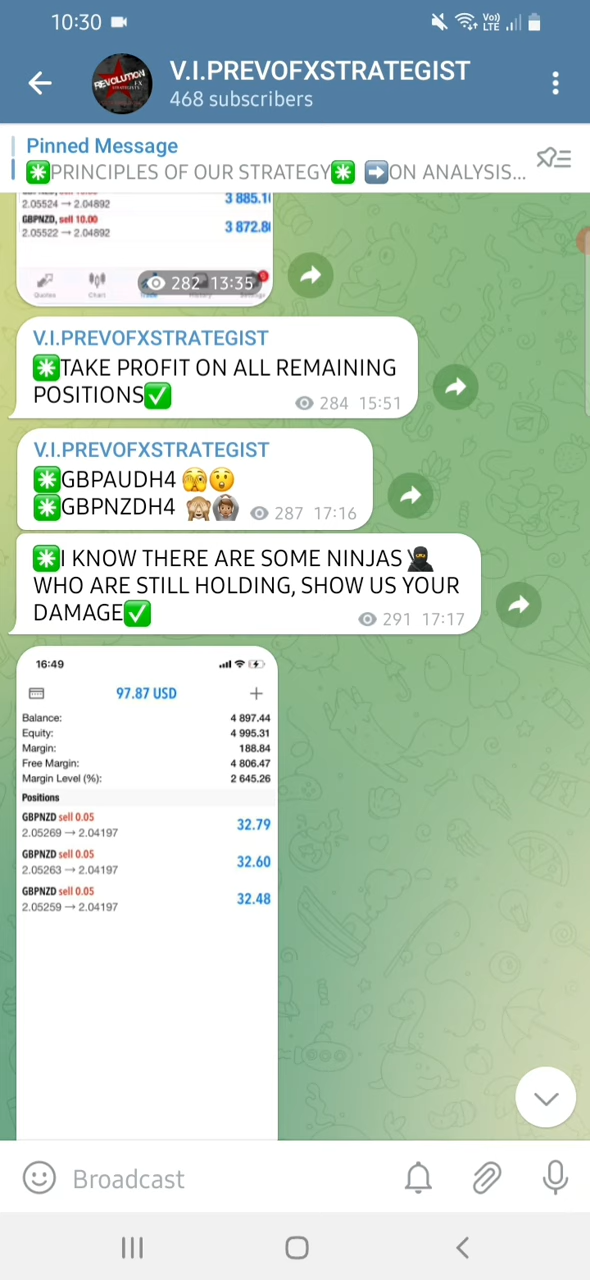 10:30
Vo))
LTE
REVOLUTION
FX
V.I.PREVOFXSTRATEGIST
468 subscribers
Pinned Message
✳️PRINCIPLES OF OUR STRATEGY✳️ ➡️ON ANALYSIS...
2.05524 → 2.04892
GBPNZD, sell 10.00
2.05522 → 2.04892
3 872.8
Quotes
Chart
282 13:35
V.I.PREVOFXSTRATEGIST
✳️TAKE PROFIT ON ALL REMAINING
POSITIONS✅
284 15:51
V.I.PREVOFXSTRATEGIST
✳️GBPAUDH4 🫣😲
✳️GBPNZDH4 🙈👰🏽‍♂️
287 17:16
✳️I KNOW THERE ARE SOME NINJAS🥷
WHO ARE STILL HOLDING, SHOW US YOUR
DAMAGE✅
291 17:17
16:49
97.87 USD
Balance: 4 897.44
Equity: 4 995.31
Margin: 188.84
Free Margin: 4 806.47
Margin Level (%): 2 645.26
Positions
GBPNZD sell 0.05
2.05269 → 2.04197
32.79
GBPNZD sell 0.05
2.05263 → 2.04197
32.60
GBPNZD sell 0.05
2.05259 → 2.04197
32.48
Broadcast